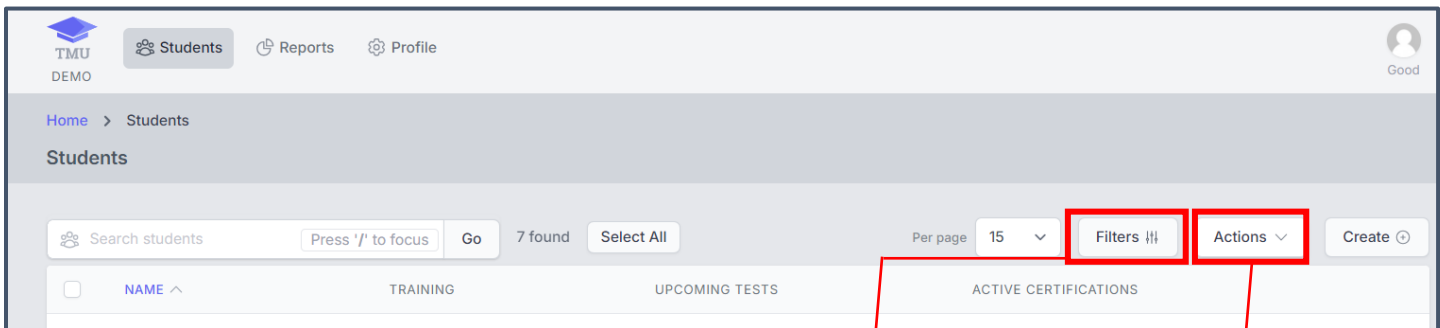 TMU
DEMO
Students
Reports
Profile
Good
Home > Students
Students
Search students
Press '/' to focus
Go
7 found
Select All
Per page
15
Filters
Actions
Create
NAME
TRAINING
UPCOMING TESTS
ACTIVE CERTIFICATIONS